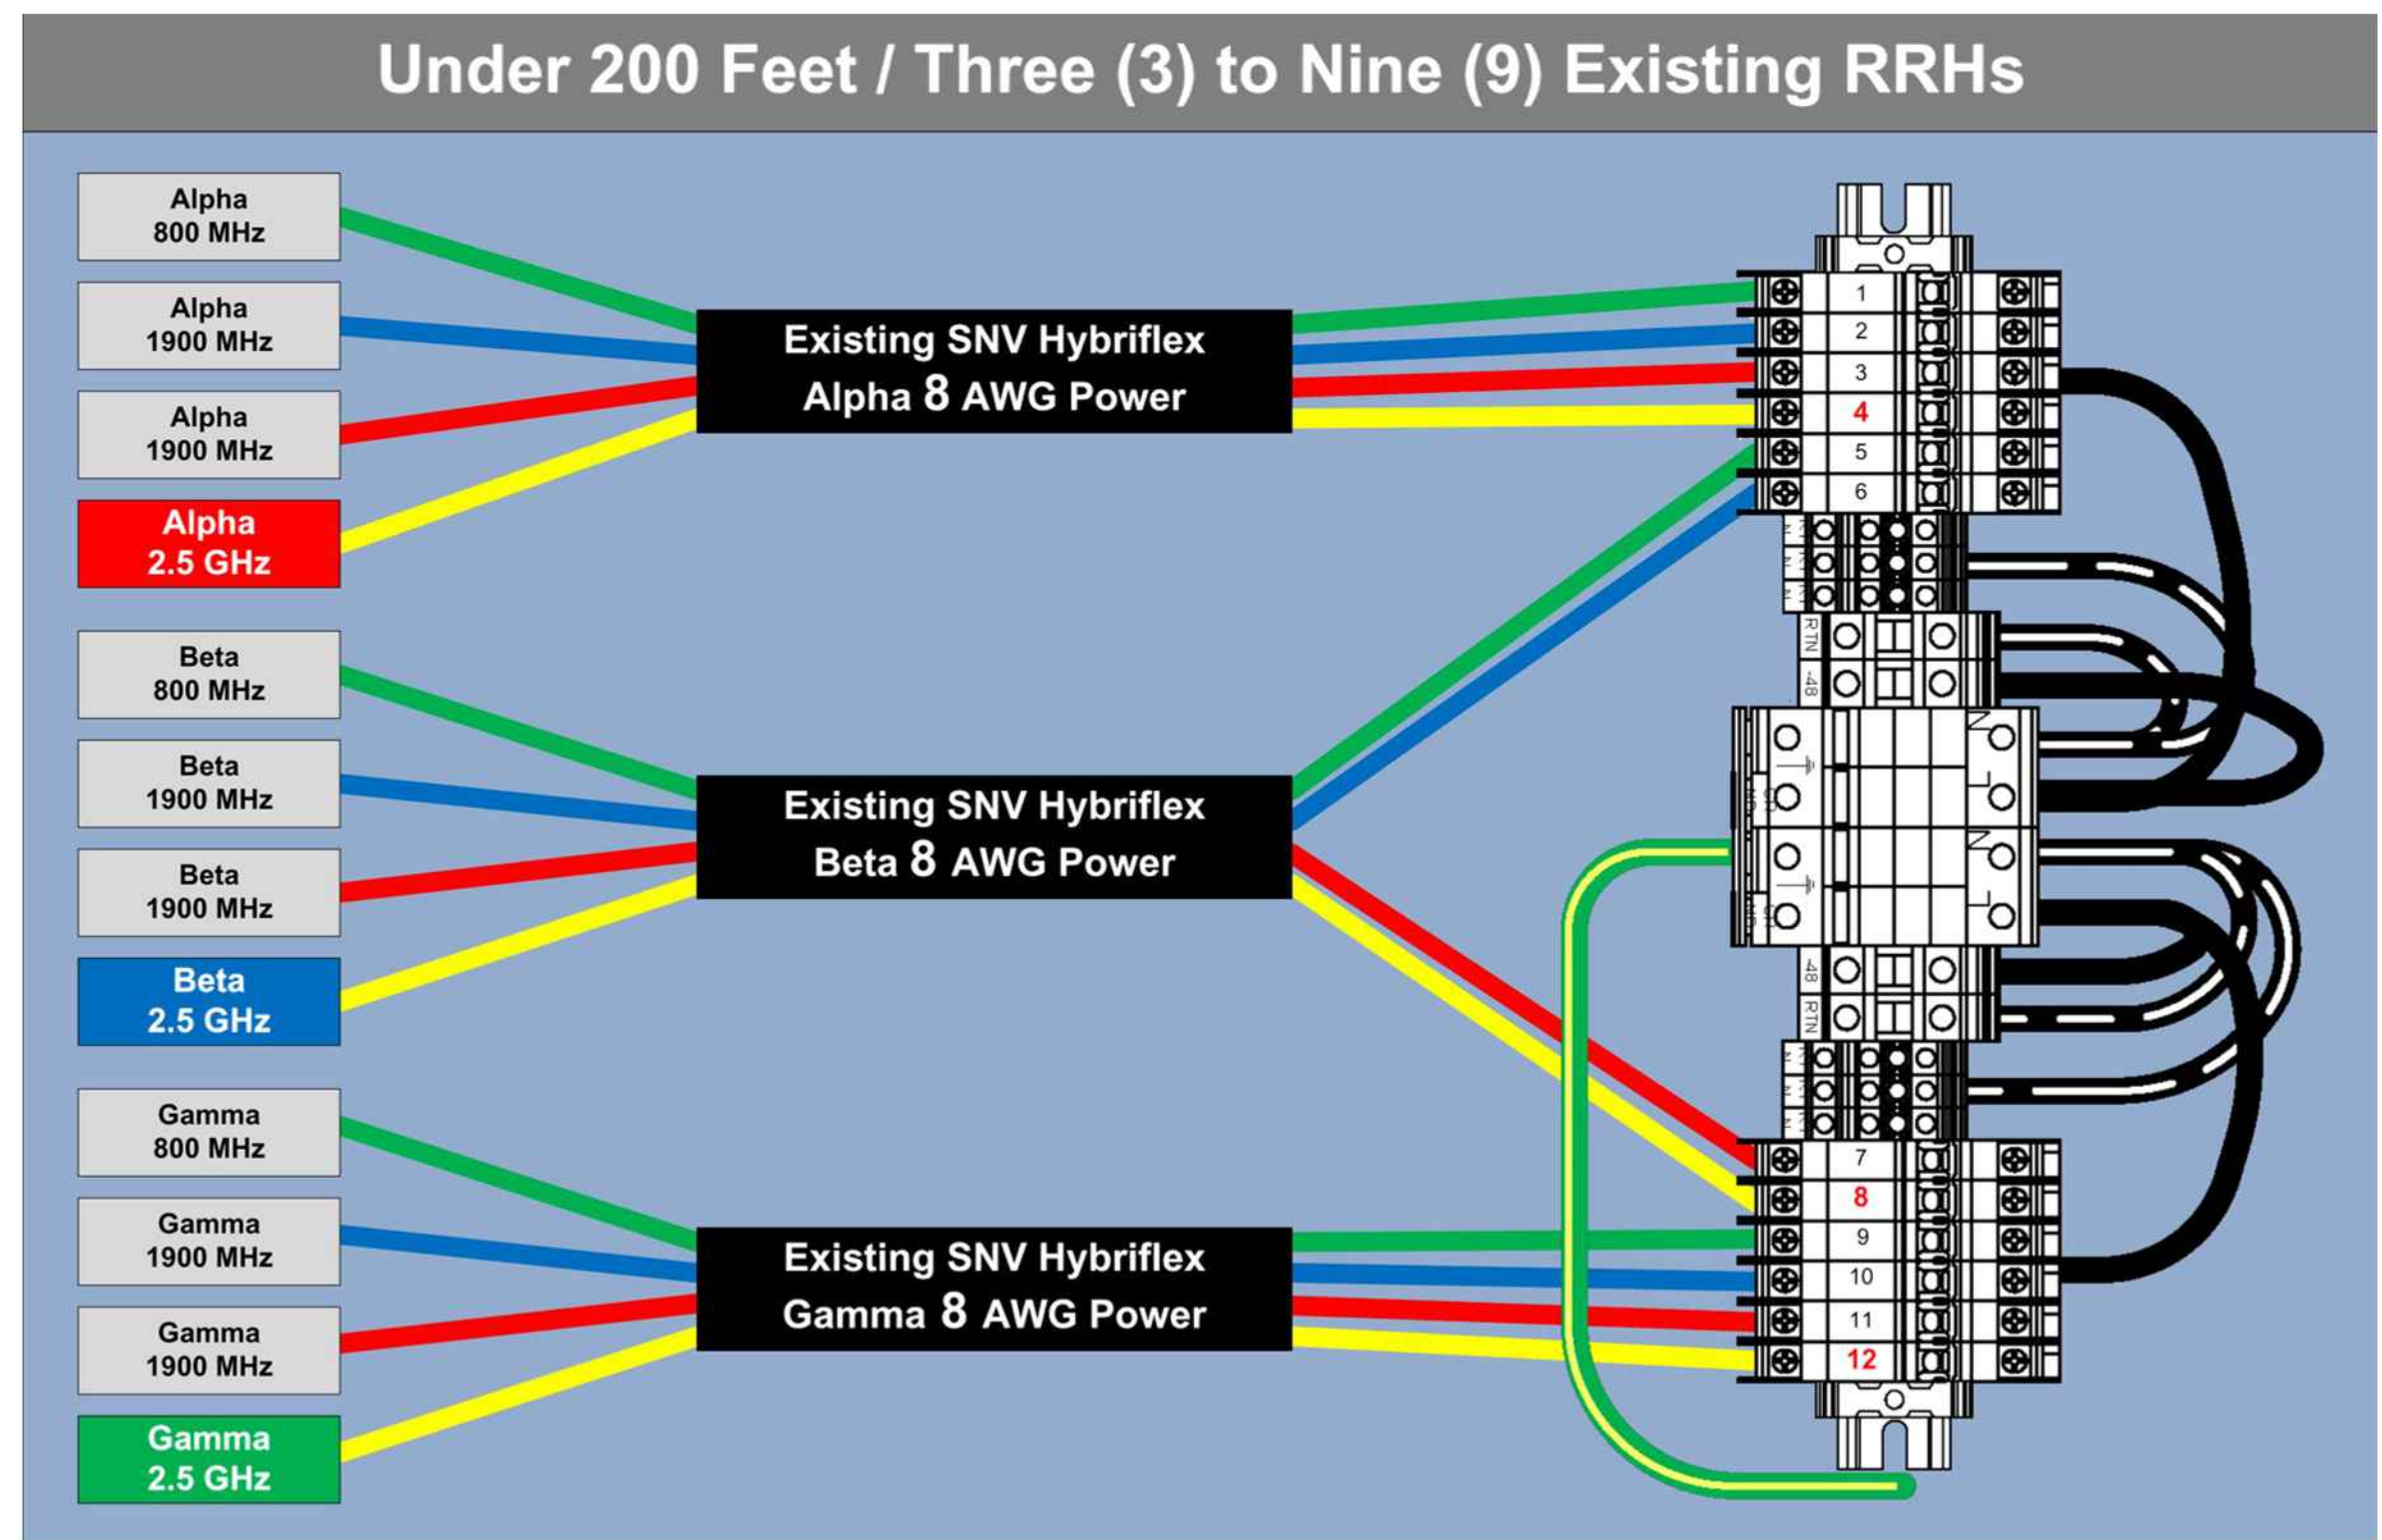 Under 200 Feet / Three (3) to Nine (9) Existing RRHs
Alpha
800 MHz
Alpha
1900 MHz
Alpha
1900 MHz
Alpha
2.5 GHz
Beta
800 MHz
Beta
1900 MHz
Beta
1900 MHz
Beta
2.5 GHz
Gamma
800 MHz
Gamma
1900 MHz
Gamma
1900 MHz
Gamma
2.5 GHz
Existing SNV Hybriflex
Alpha 8 AWG Power
Existing SNV Hybriflex
Beta 8 AWG Power
Existing SNV Hybriflex
Gamma 8 AWG Power
1
2
3
4
5
6
RTN
-48
N
L
N
L
-48
RTN
7
8
9
10
11
12